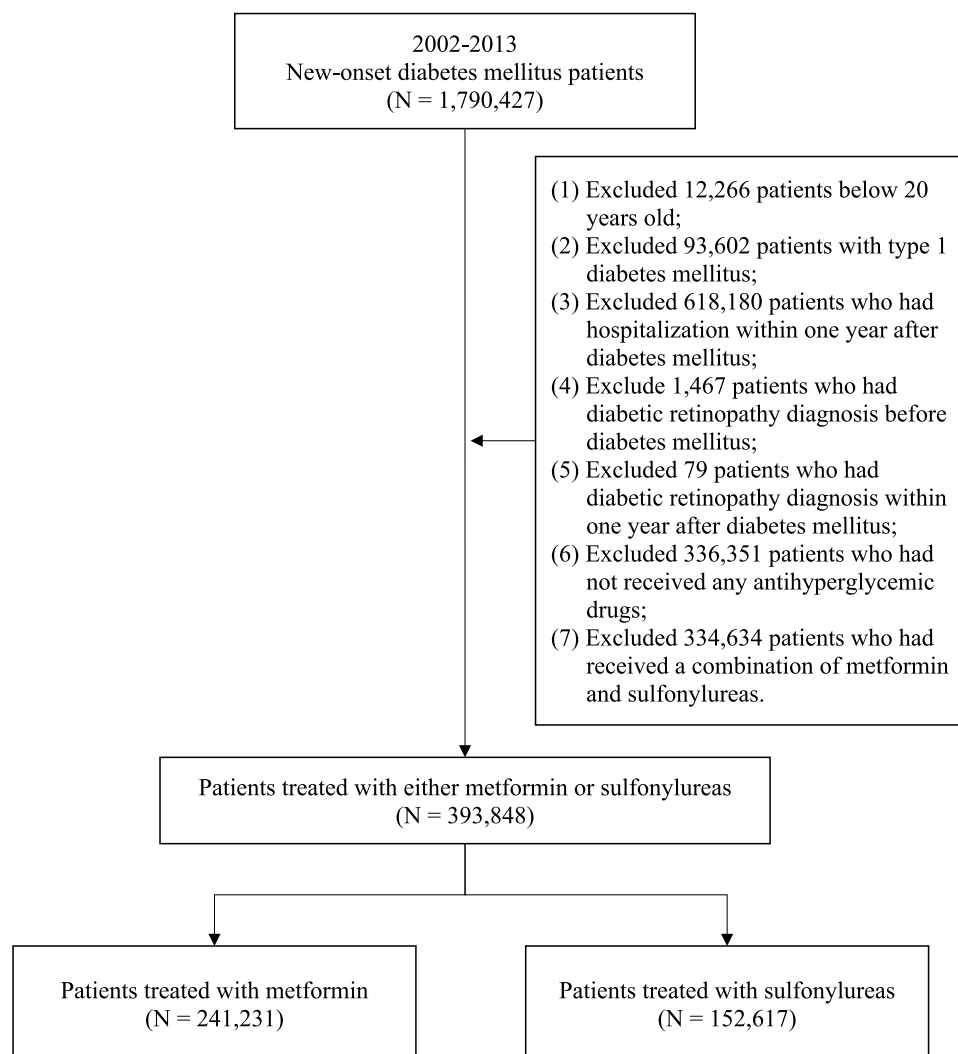 2002-2013
New-onset diabetes mellitus patients
(N = 1,790,427)
(1) Excluded 12,266 patients below 20
years old;
(2) Excluded 93,602 patients with type 1
diabetes mellitus;
(3) Excluded 618,180 patients who had
hospitalization within one year after
diabetes mellitus;
(4) Exclude 1,467 patients who had
diabetic retinopathy diagnosis before
diabetes mellitus;
(5) Excluded 79 patients who had
diabetic retinopathy diagnosis within
one year after diabetes mellitus;
(6) Excluded 336,351 patients who had
not received any antihyperglycemic
drugs;
(7) Excluded 334,634 patients who had
received a combination of metformin
and sulfonylureas.
Patients treated with either metformin or sulfonylureas
(N = 393,848)
Patients treated with metformin
(N = 241,231)
Patients treated with sulfonylureas
(N = 152,617)